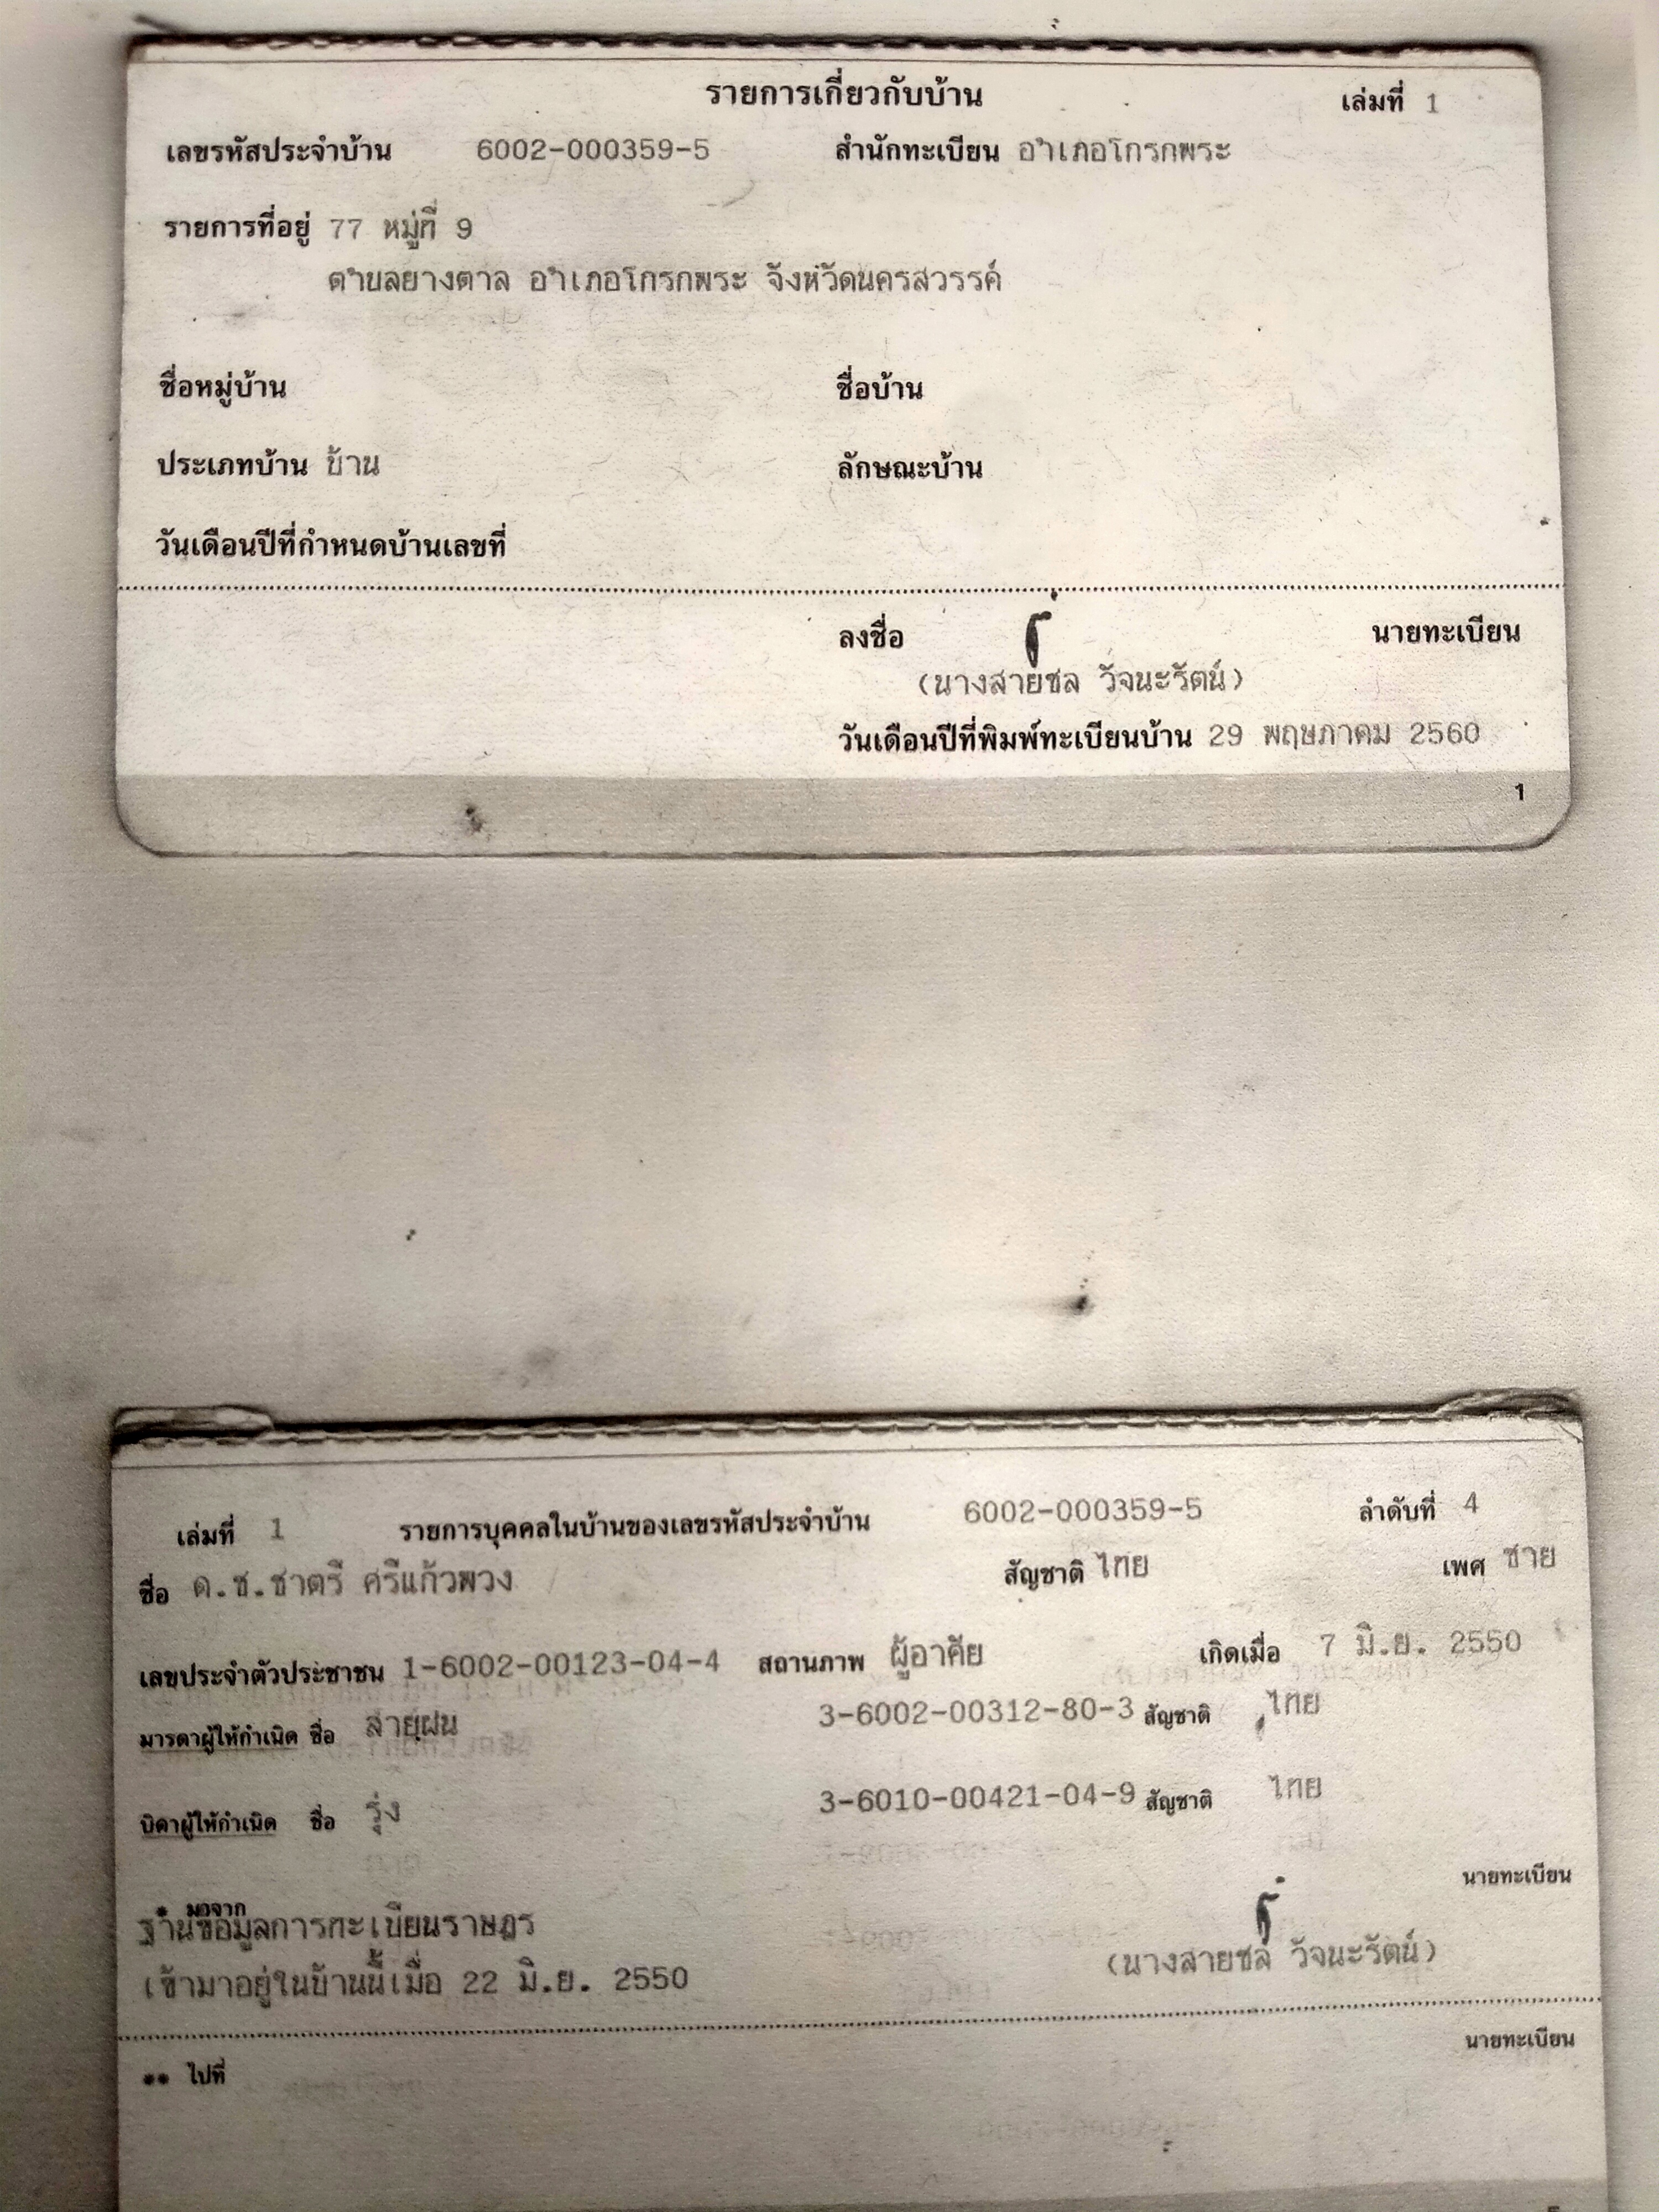 รายการเกี่ยวกับบ้าน เล่มที่ 1
เลขรหัสประจำบ้าน 6002-000359-5 สำนักทะเบียน อำเภอโกรกพระ
รายการที่อยู่ 77 หมู่ที่ 9
ตำบลยางตาล อำเภอโกรกพระ จังหวัดนครสวรรค์
ชื่อหมู่บ้าน ชื่อบ้าน
ประเภทบ้าน บ้าน ลักษณะบ้าน
วันเดือนปีที่กำหนดบ้านเลขที่
ลงชื่อ นายทะเบียน
(นางสายชล วัจนะรัตน์)
วันเดือนปีที่พิมพ์ทะเบียนบ้าน 29 พฤษภาคม 2560
1
เล่มที่ 1 รายการบุคคลในบ้านของเลขรหัสประจำบ้าน 6002-000359-5 ลำดับที่ 4
ชื่อ ด.ช.ชาตรี ศรีแก้วพวง สัญชาติ ไทย เพศ ชาย
เลขประจำตัวประชาชน 1-6002-00123-04-4 สถานภาพ ผู้อาศัย เกิดเมื่อ 7 มิ.ย. 2550
มารดาผู้ให้กำเนิด ชื่อ สายฝน 3-6002-00312-80-3 สัญชาติ ไทย
บิดาผู้ให้กำเนิด ชื่อ รุ่ง 3-6010-00421-04-9 สัญชาติ ไทย
นายทะเบียน
* มาจาก
ฐานข้อมูลการทะเบียนราษฎร
(นางสายชล วัจนะรัตน์)
เข้ามาอยู่ในบ้านนี้เมื่อ 22 มิ.ย. 2550
นายทะเบียน
** ไปที่